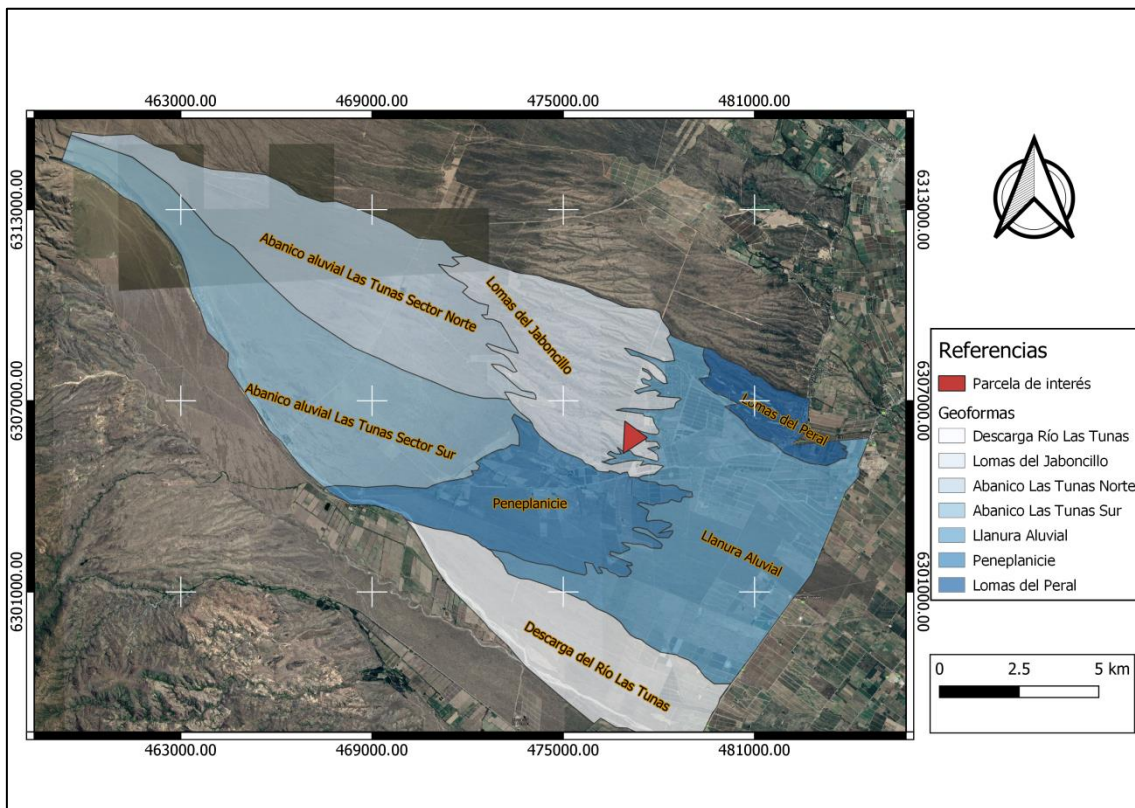 463000.00 469000.00 475000.00 481000.00
6313000.00
6313000.00
Abanico aluvial Las Tunas Sector Norte
Lomas del Jaboncillo
6307000.00
6307000.00
Lomas del Peral
Abanico aluvial Las Tunas Sector Sur
Peneplanicie
Llanura Aluvial
6301000.00
6301000.00
Descarga del Río Las Tunas
463000.00 469000.00 475000.00 481000.00
Referencias
Parcela de interés
Geoformas
Descarga Río Las Tunas
Lomas del Jaboncillo
Abanico Las Tunas Norte
Abanico Las Tunas Sur
Llanura Aluvial
Peneplanicie
Lomas del Peral
0 2.5 5 km